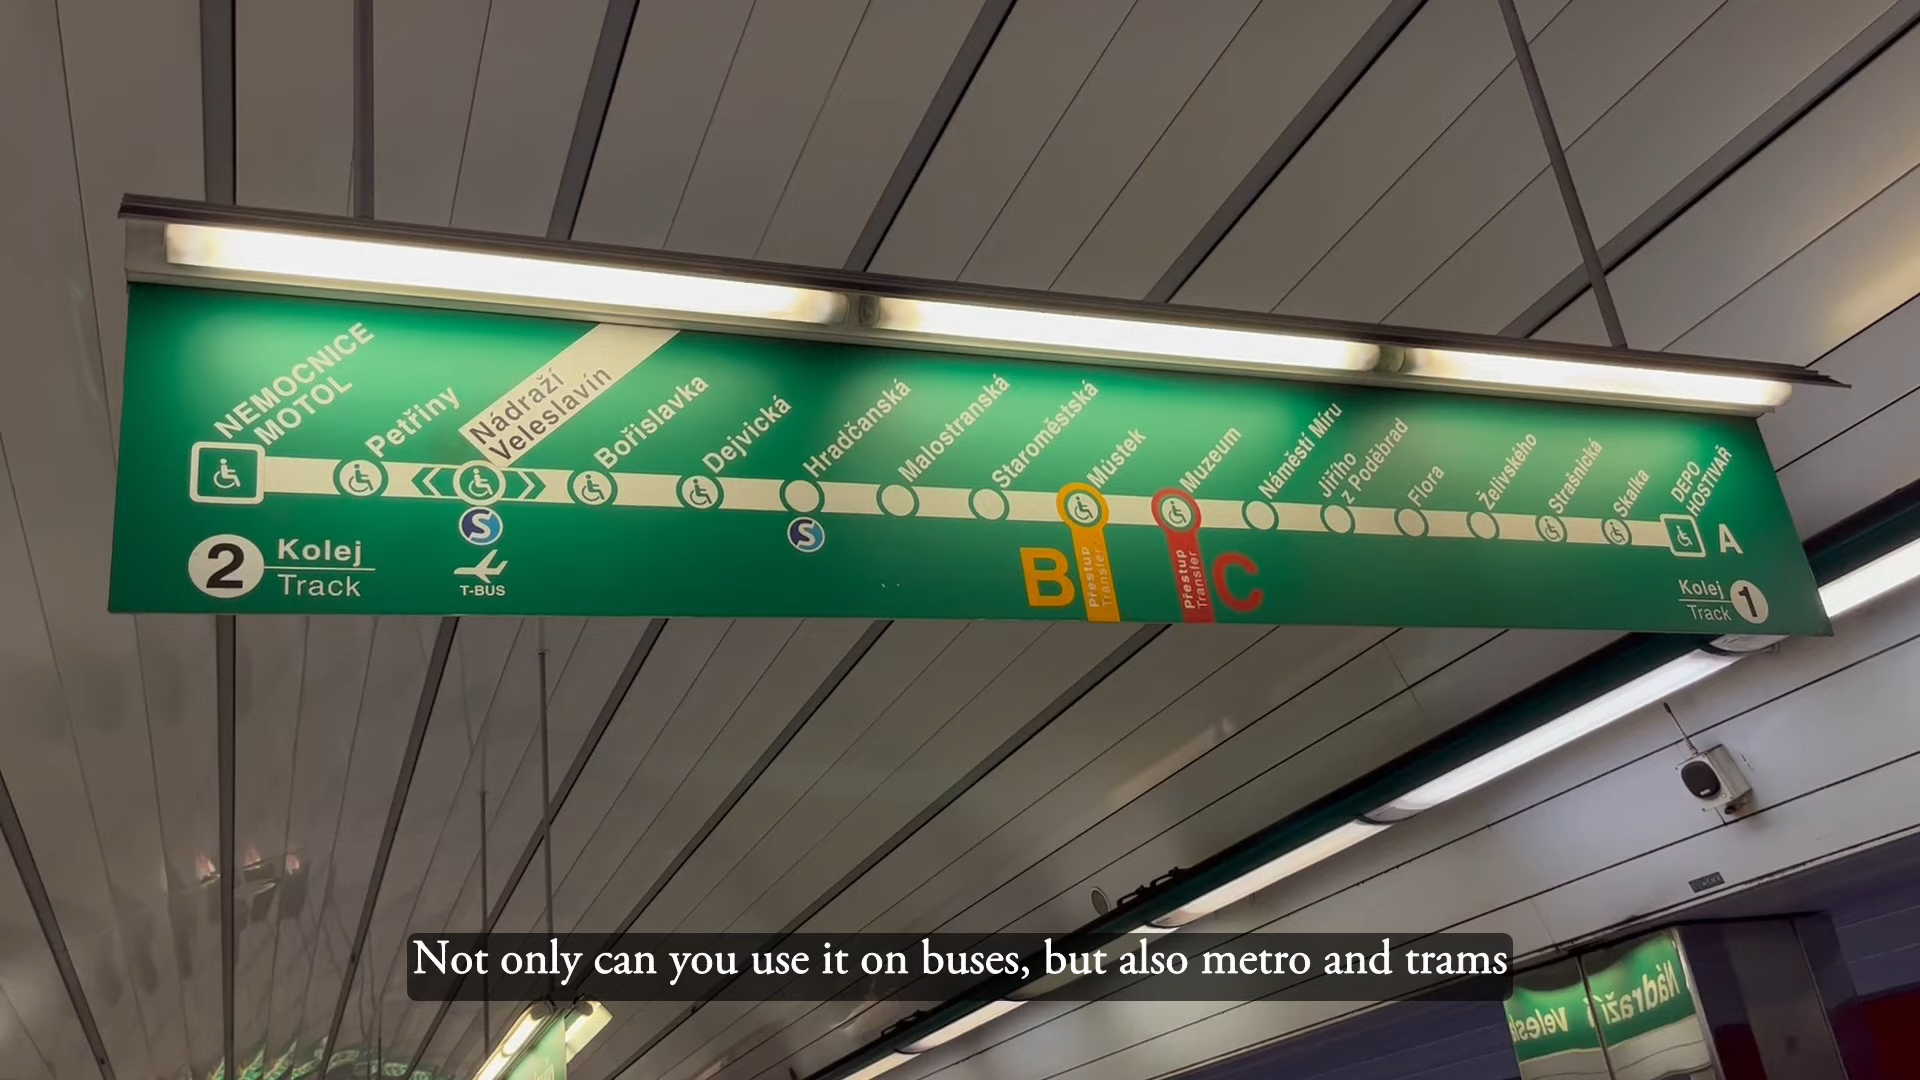 NEMOCNICE
MOTOL
Petřiny
Nádraží
Veleslavín
Bořislavka
Dejvická
Hradčanská
Malostranská
Staroměstská
Můstek
Muzeum
Náměstí Míru
Jiřího
z Poděbrad
Flora
Želivského
Strašnická
Skalka
DEPO
HOSTIVAŘ
A
S
S
T-BUS
2 Kolej
Track
B
Přestup
Transfer
Přestup
Transfer
C
Kolej
Track 1
Not only can you use it on buses, but also metro and trams
Nádraží
Veles